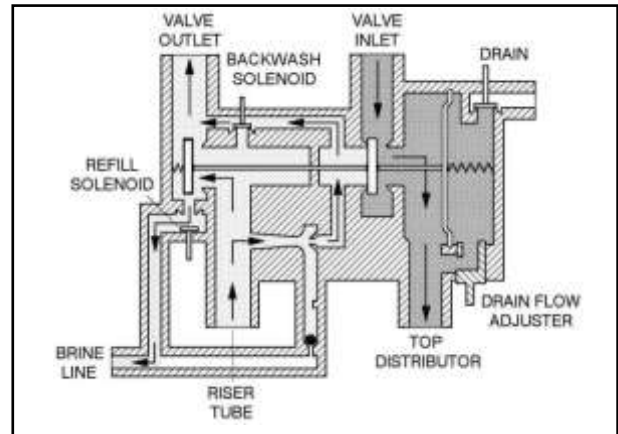 VALVE
OUTLET
BACKWASH
SOLENOID
VALVE
INLET
DRAIN
REFILL
SOLENOID
DRAIN FLOW
ADJUSTER
TOP
DISTRIBUTOR
BRINE
LINE
RISER
TUBE